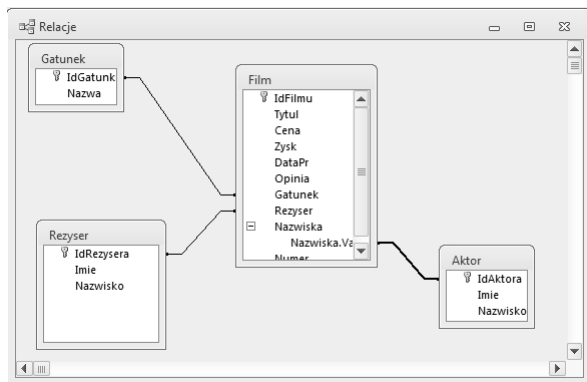 Relacje
Gatunek
IdGatunk
Nazwa
Film
IdFilmu
Tytul
Cena
Zysk
DataPr
Opinia
Gatunek
Rezyser
Nazwiska
Nazwiska.Va
Numer
Rezyser
IdRezysera
Imie
Nazwisko
Aktor
IdAktora
Imie
Nazwisko